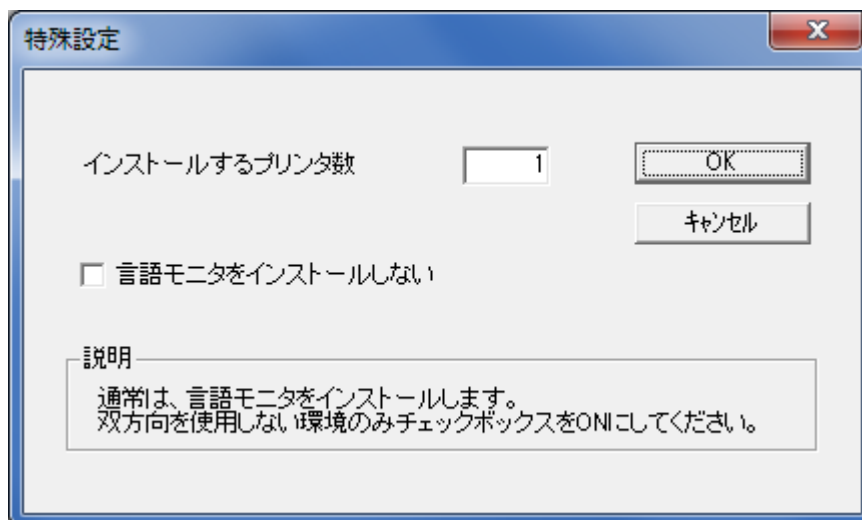 特殊設定
インストールするプリンタ数 1 OK
キャンセル
言語モニタをインストールしない
説明
通常は、言語モニタをインストールします。
双方向を使用しない環境のみチェックボックスをONにしてください。